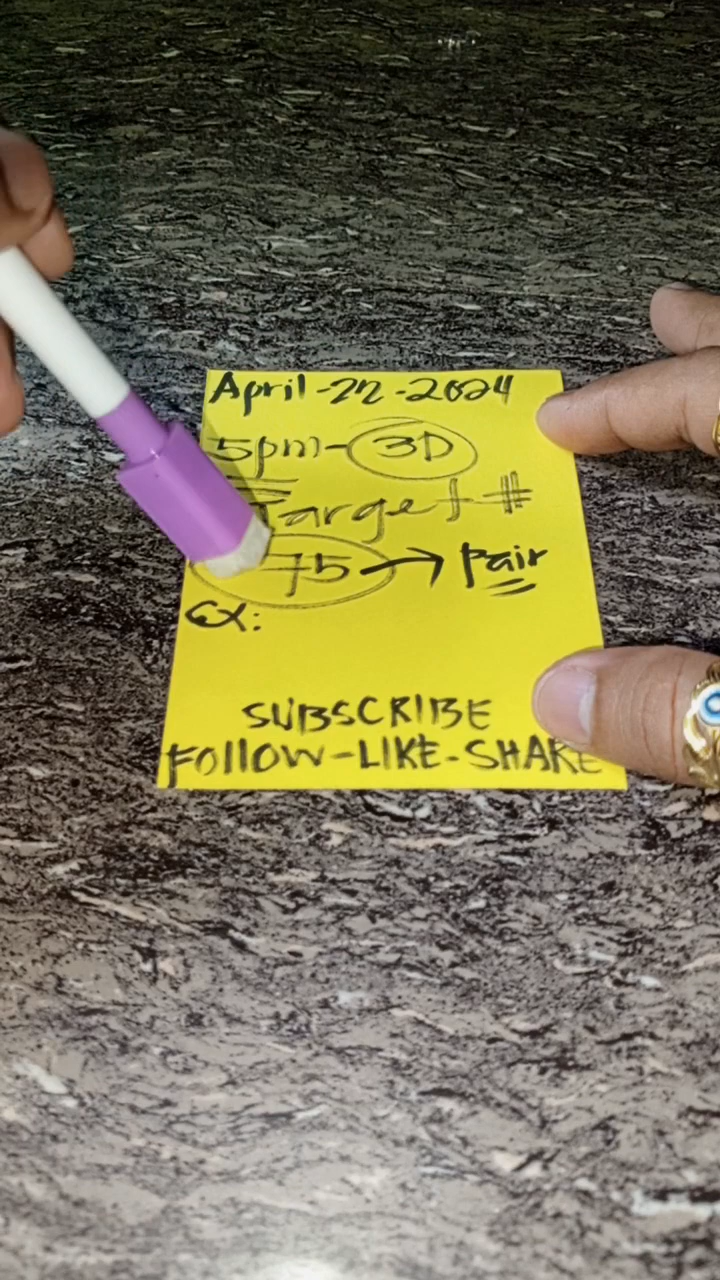 April-22-2024
5pm-3D
Target #
75 → Pair
EX:
SUBSCRIBE
FOLLOW-LIKE-SHARE